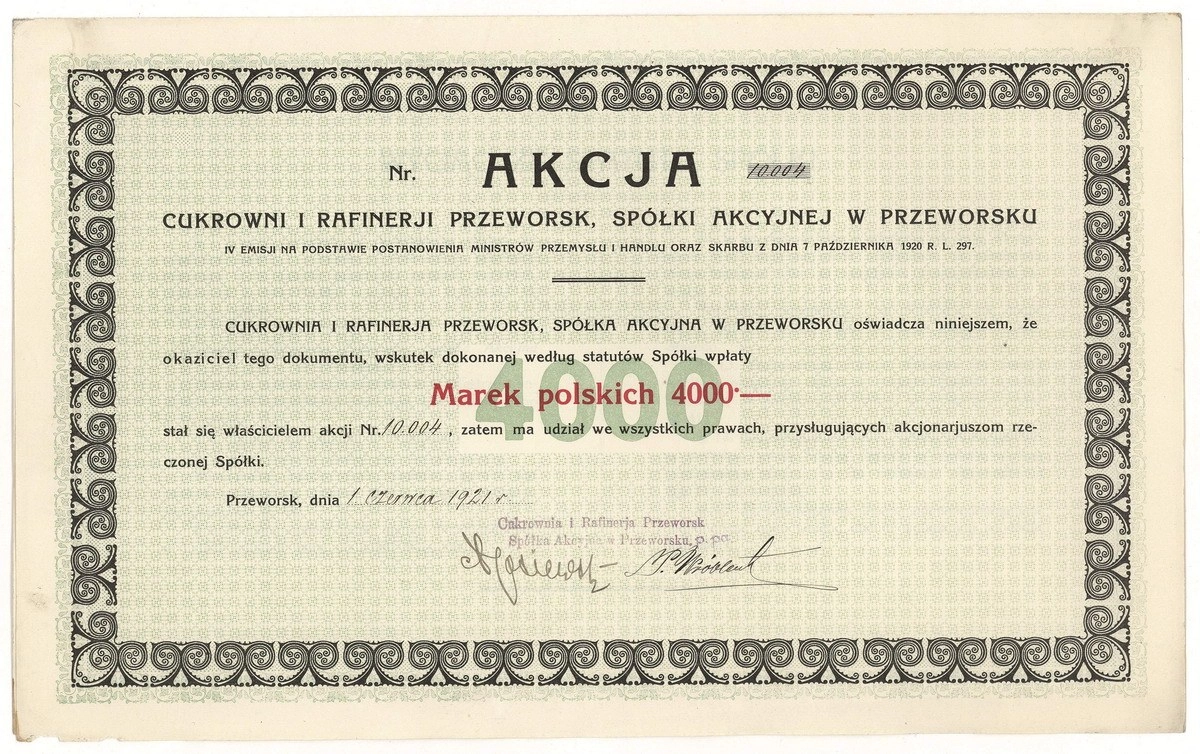 Nr. AKCJA 10.004
CUKROWNI I RAFINERJI PRZEWORSK, SPÓŁKI AKCYJNEJ W PRZEWORSKU
IV EMISJI NA PODSTAWIE POSTANOWIENIA MINISTRÓW PRZEMYSŁU I HANDLU ORAZ SKARBU Z DNIA 7 PAŹDZIERNIKA 1920 R. L. 297.
CUKROWNIA I RAFINERJA PRZEWORSK, SPÓŁKA AKCYJNA W PRZEWORSKU oświadcza niniejszem, że
okaziciel tego dokumentu, wskutek dokonanej według statutów Spółki wpłaty
4000
Marek polskich 4000·—
stał się właścicielem akcji Nr. 10.004, zatem ma udział we wszystkich prawach, przysługujących akcjonarjuszom rze-
czonej Spółki.
Przeworsk, dnia 1 czerwca 1921 r.
Cukrownia i Rafinerja Przeworsk
Spółka Akcyjna w Przeworsku, p. pa.